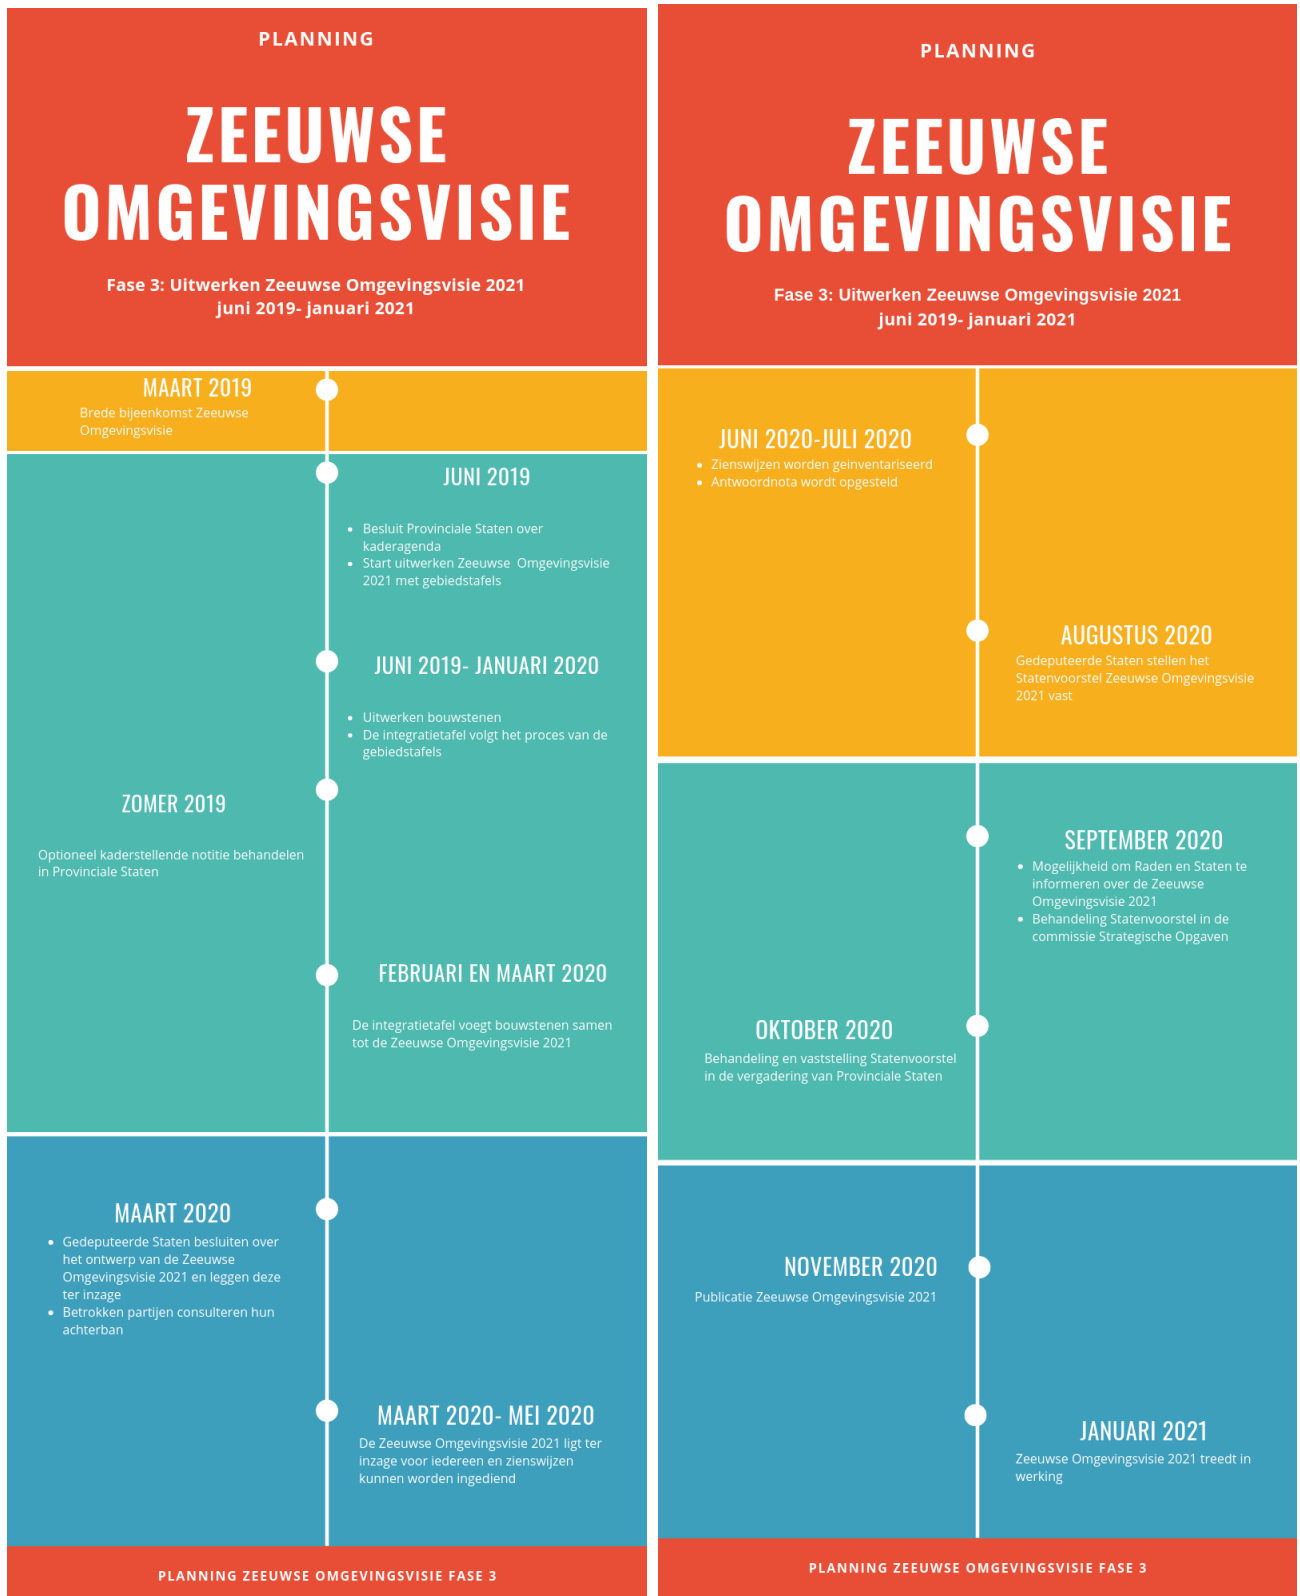 PLANNING
ZEEUWSE
OMGEVINGSVISIE
Fase 3: Uitwerken Zeeuwse Omgevingsvisie 2021
juni 2019- januari 2021
MAART 2019
Brede bijeenkomst Zeeuwse
Omgevingsvisie
JUNI 2019
• Besluit Provinciale Staten over
kaderagenda
• Start uitwerken Zeeuwse  Omgevingsvisie
2021 met gebiedstafels
JUNI 2019- JANUARI 2020
• Uitwerken bouwstenen
• De integratietafel volgt het proces van de
gebiedstafels
ZOMER 2019
Optioneel kaderstellende notitie behandelen
in Provinciale Staten
FEBRUARI EN MAART 2020
De integratietafel voegt bouwstenen samen
tot de Zeeuwse Omgevingsvisie 2021
MAART 2020
• Gedeputeerde Staten besluiten over
het ontwerp van de Zeeuwse
Omgevingsvisie 2021 en leggen deze
ter inzage
• Betrokken partijen consulteren hun
achterban
MAART 2020- MEI 2020
De Zeeuwse Omgevingsvisie 2021 ligt ter
inzage voor iedereen en zienswijzen
kunnen worden ingediend
PLANNING ZEEUWSE OMGEVINGSVISIE FASE 3
PLANNING
ZEEUWSE
OMGEVINGSVISIE
Fase 3: Uitwerken Zeeuwse Omgevingsvisie 2021
juni 2019- januari 2021
JUNI 2020-JULI 2020
• Zienswijzen worden geinventariseerd
• Antwoordnota wordt opgesteld
AUGUSTUS 2020
Gedeputeerde Staten stellen het
Statenvoorstel Zeeuwse Omgevingsvisie
2021 vast
SEPTEMBER 2020
• Mogelijkheid om Raden en Staten te
informeren over de Zeeuwse
Omgevingsvisie 2021
• Behandeling Statenvoorstel in de
commissie Strategische Opgaven
OKTOBER 2020
Behandeling en vaststelling Statenvoorstel
in de vergadering van Provinciale Staten
NOVEMBER 2020
Publicatie Zeeuwse Omgevingsvisie 2021
JANUARI 2021
Zeeuwse Omgevingsvisie 2021 treedt in
werking
PLANNING ZEEUWSE OMGEVINGSVISIE FASE 3